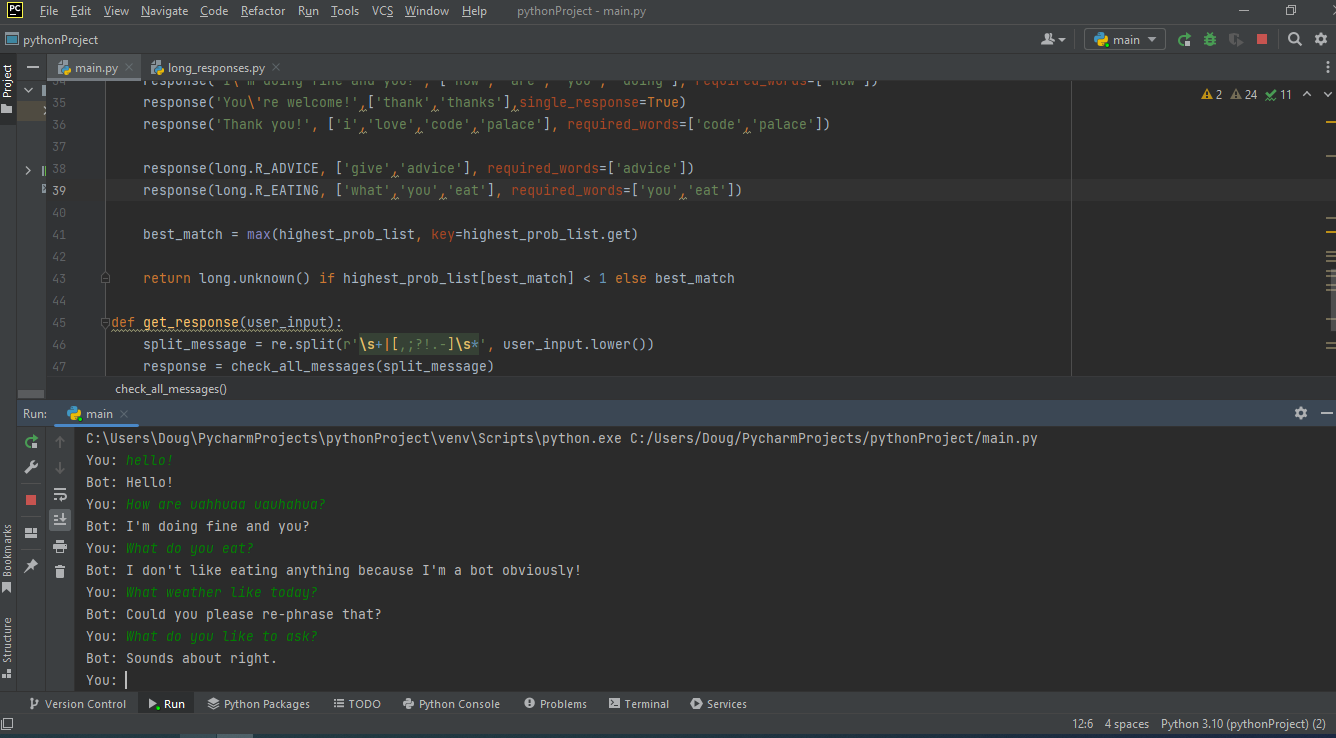 PC File Edit View Navigate Code Refactor Run Tools VCS Window Help pythonProject - main.py
pythonProject
main
Project
main.py
long_responses.py
34 response('I\'m doing fine and you?', ['how', 'are', 'you', 'doing'], required_words=['how'])
2 24 11
35 response('You\'re welcome!',['thank','thanks'],single_response=True)
36 response('Thank you!', ['i','love','code','palace'], required_words=['code','palace'])
37
38 response(long.R_ADVICE, ['give','advice'], required_words=['advice'])
39 response(long.R_EATING, ['what','you','eat'], required_words=['you','eat'])
40
41 best_match = max(highest_prob_list, key=highest_prob_list.get)
42
43 return long.unknown() if highest_prob_list[best_match] < 1 else best_match
44
45 def get_response(user_input):
46 split_message = re.split(r'\s+|[,;?!.-]\s*', user_input.lower())
47 response = check_all_messages(split_message)
check_all_messages()
Run: main
C:\Users\Doug\PycharmProjects\pythonProject\venv\Scripts\python.exe C:/Users/Doug/PycharmProjects/pythonProject/main.py
You: hello!
Bot: Hello!
You: How are uahhuaa uauhahua?
Bot: I'm doing fine and you?
You: What do you eat?
Bot: I don't like eating anything because I'm a bot obviously!
You: What weather like today?
Bot: Could you please re-phrase that?
You: What do you like to ask?
Bot: Sounds about right.
You:
Bookmarks
Structure
Version Control Run Python Packages TODO Python Console Problems Terminal Services
12:6 4 spaces Python 3.10 (pythonProject) (2)